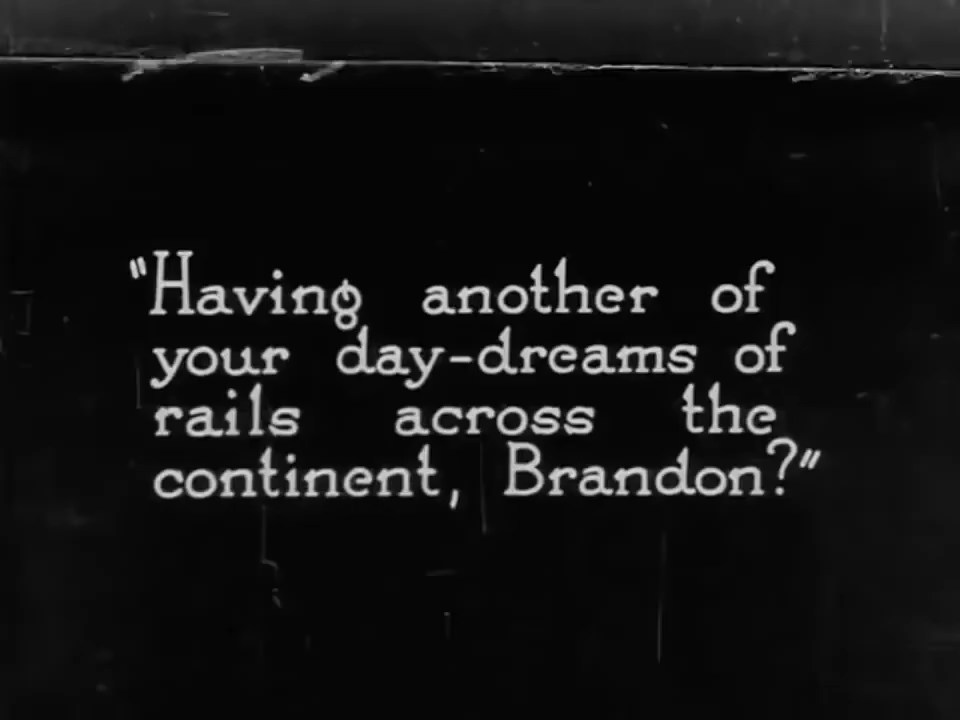 "Having another of
your day-dreams of
rails across the
continent, Brandon?"